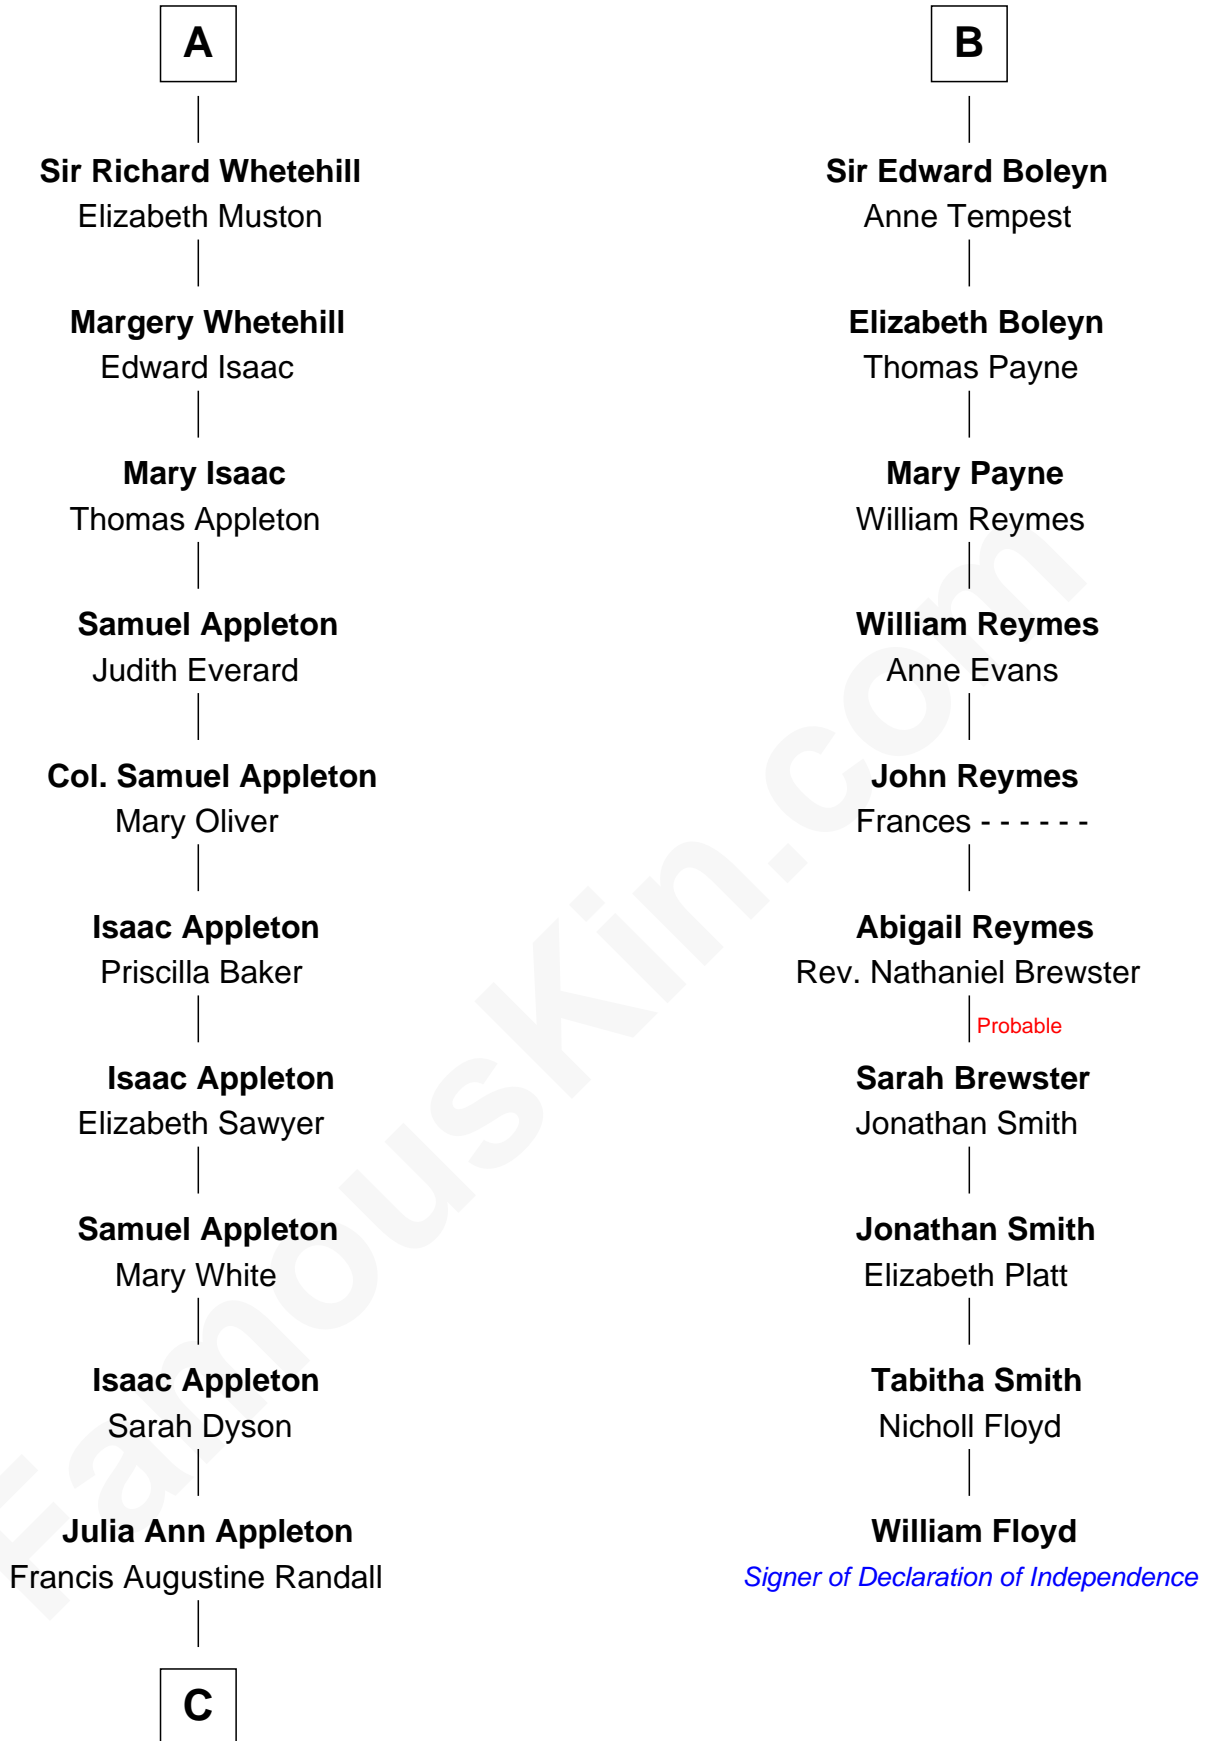 A
Sir Richard Whetehill
Elizabeth Muston
Margery Whetehill
Edward Isaac
Mary Isaac
Thomas Appleton
Samuel Appleton
Judith Everard
Col. Samuel Appleton
Mary Oliver
Isaac Appleton
Priscilla Baker
Isaac Appleton
Elizabeth Sawyer
Samuel Appleton
Mary White
Isaac Appleton
Sarah Dyson
Julia Ann Appleton
Francis Augustine Randall
C
B
Sir Edward Boleyn
Anne Tempest
Elizabeth Boleyn
Thomas Payne
Mary Payne
William Reymes
William Reymes
Anne Evans
John Reymes
Frances - - - - - -
Abigail Reymes
Rev. Nathaniel Brewster
Probable
Sarah Brewster
Jonathan Smith
Jonathan Smith
Elizabeth Platt
Tabitha Smith
Nicholl Floyd
William Floyd
Signer of Declaration of Independence
FamousKin.com